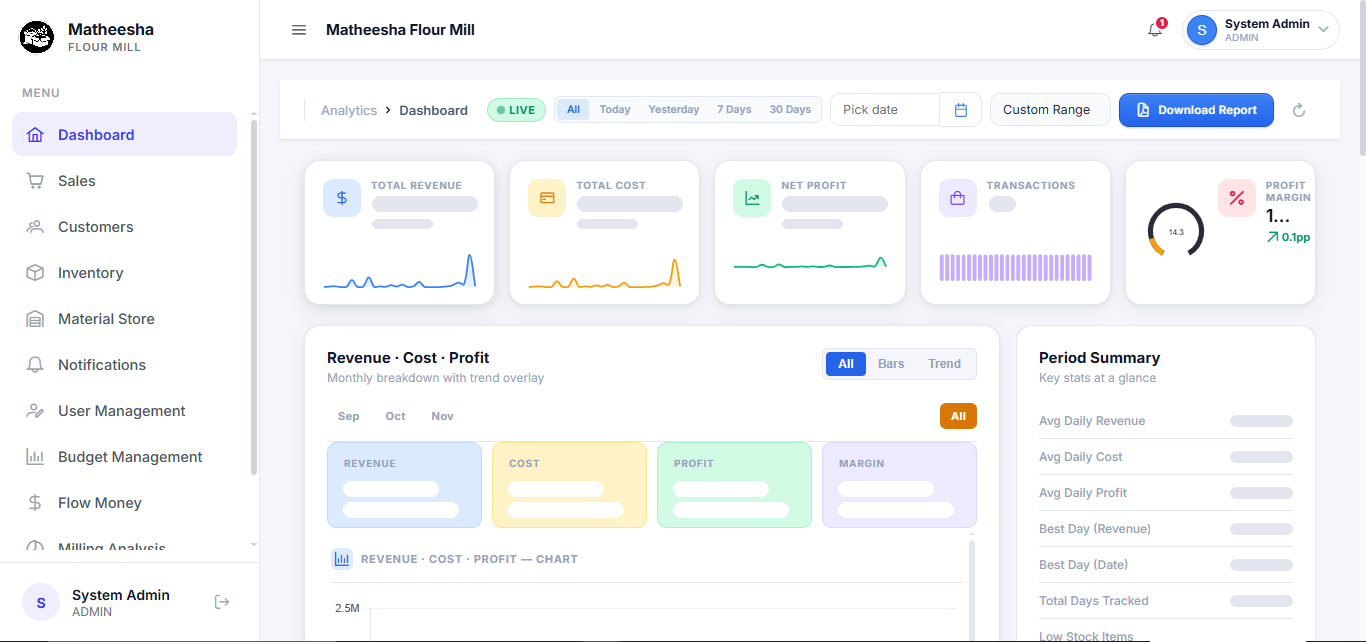 Matheesha
FLOUR MILL
MENU
Dashboard
Sales
Customers
Inventory
Material Store
Notifications
User Management
Budget Management
Flow Money
Milling Analysis
S
System Admin
ADMIN
Matheesha Flour Mill
1
S
System Admin
ADMIN
Analytics > Dashboard
LIVE
All Today Yesterday 7 Days 30 Days
Pick date
Custom Range
Download Report
TOTAL REVENUE
TOTAL COST
NET PROFIT
TRANSACTIONS
14.3
PROFIT
MARGIN
1...
0.1pp
Revenue · Cost · Profit
Monthly breakdown with trend overlay
All Bars Trend
Sep Oct Nov
All
REVENUE
COST
PROFIT
MARGIN
REVENUE · COST · PROFIT — CHART
2.5M
Period Summary
Key stats at a glance
Avg Daily Revenue
Avg Daily Cost
Avg Daily Profit
Best Day (Revenue)
Best Day (Date)
Total Days Tracked
Low Stock Items